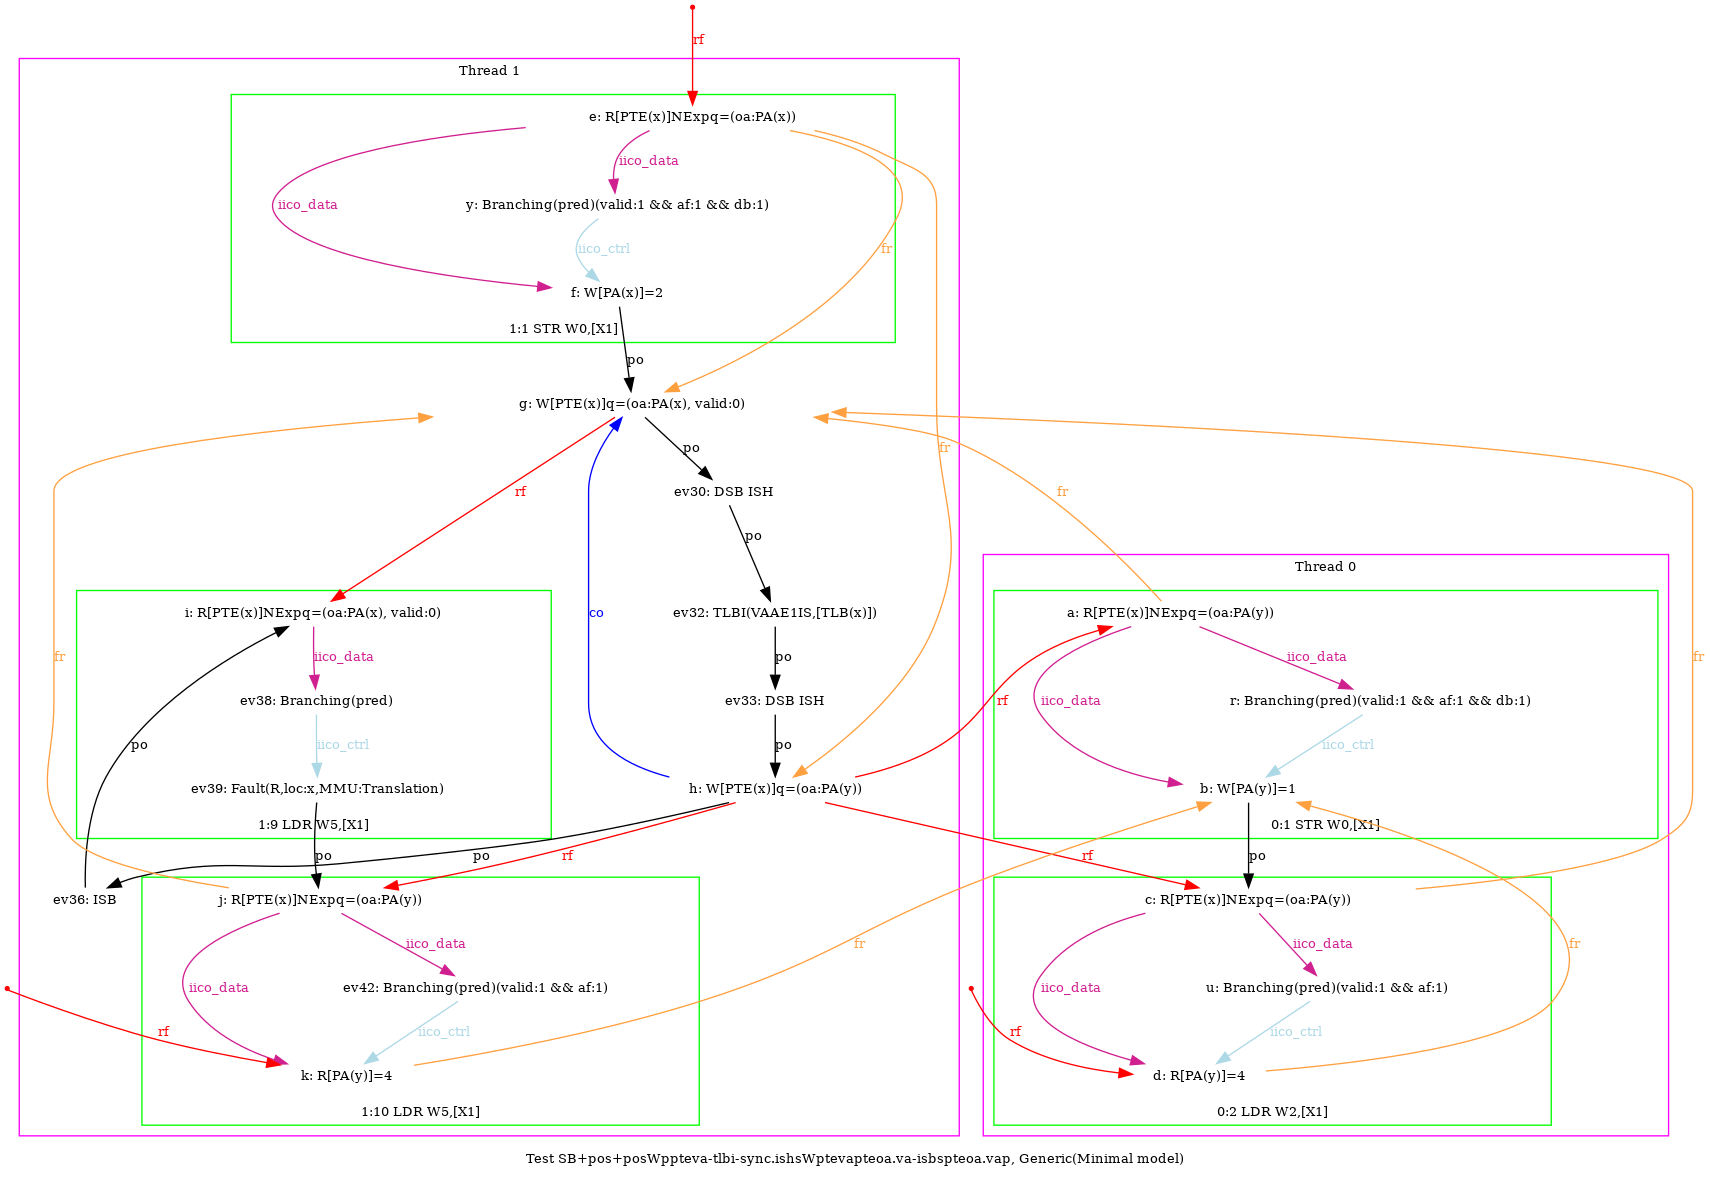 rf
Thread 1
e: R[PTE(x)]NExpq=(oa:PA(x))
iico_data
y: Branching(pred)(valid:1 && af:1 && db:1)
iico_data
iico_ctrl
fr
f: W[PA(x)]=2
1:1 STR W0,[X1]
po
g: W[PTE(x)]q=(oa:PA(x), valid:0)
fr
po
rf
ev30: DSB ISH
fr
po
Thread 0
i: R[PTE(x)]NExpq=(oa:PA(x), valid:0)
co
ev32: TLBI(VAAE1IS,[TLB(x)])
a: R[PTE(x)]NExpq=(oa:PA(y))
fr
iico_data
po
iico_data
fr
ev38: Branching(pred)
ev33: DSB ISH
rf
iico_data
r: Branching(pred)(valid:1 && af:1 && db:1)
po
iico_ctrl
po
iico_ctrl
ev39: Fault(R,loc:x,MMU:Translation)
h: W[PTE(x)]q=(oa:PA(y))
b: W[PA(y)]=1
1:9 LDR W5,[X1]
0:1 STR W0,[X1]
po
po
rf
rf
po
ev36: ISB
j: R[PTE(x)]NExpq=(oa:PA(y))
c: R[PTE(x)]NExpq=(oa:PA(y))
iico_data
fr
iico_data
fr
iico_data
ev42: Branching(pred)(valid:1 && af:1)
iico_data
u: Branching(pred)(valid:1 && af:1)
rf
iico_ctrl
rf
iico_ctrl
k: R[PA(y)]=4
d: R[PA(y)]=4
1:10 LDR W5,[X1]
0:2 LDR W2,[X1]
Test SB+pos+posWppteva-tlbi-sync.ishsWptevapteoa.va-isbspteoa.vap, Generic(Minimal model)